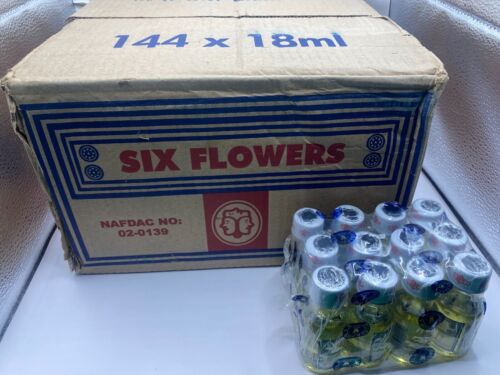 144 x 18ml
SIX FLOWERS
NAFDAC NO:
02-0139